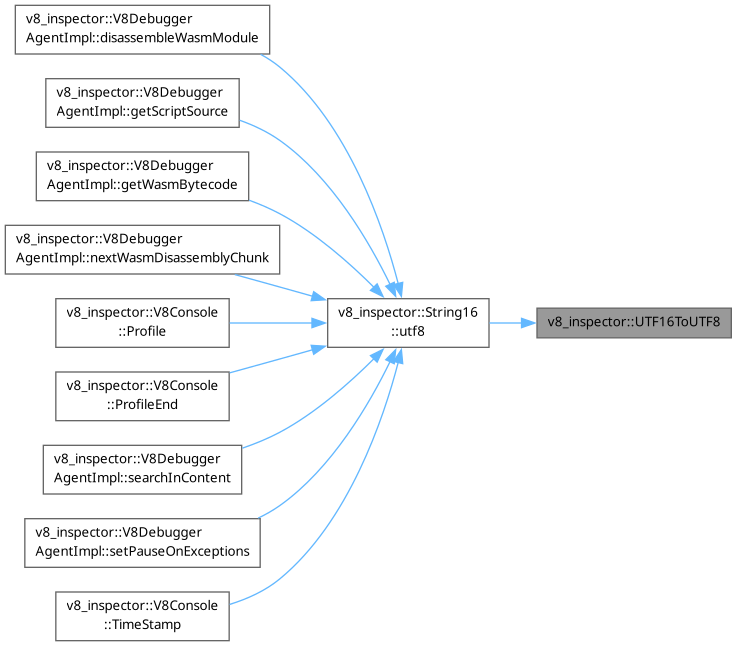 v8_inspector::V8Debugger
AgentImpl::disassembleWasmModule
v8_inspector::V8Debugger
AgentImpl::getScriptSource
v8_inspector::V8Debugger
AgentImpl::getWasmBytecode
v8_inspector::V8Debugger
AgentImpl::nextWasmDisassemblyChunk
v8_inspector::V8Console
::Profile
v8_inspector::V8Console
::ProfileEnd
v8_inspector::V8Debugger
AgentImpl::searchInContent
v8_inspector::V8Debugger
AgentImpl::setPauseOnExceptions
v8_inspector::V8Console
::TimeStamp
v8_inspector::String16
::utf8
v8_inspector::UTF16ToUTF8